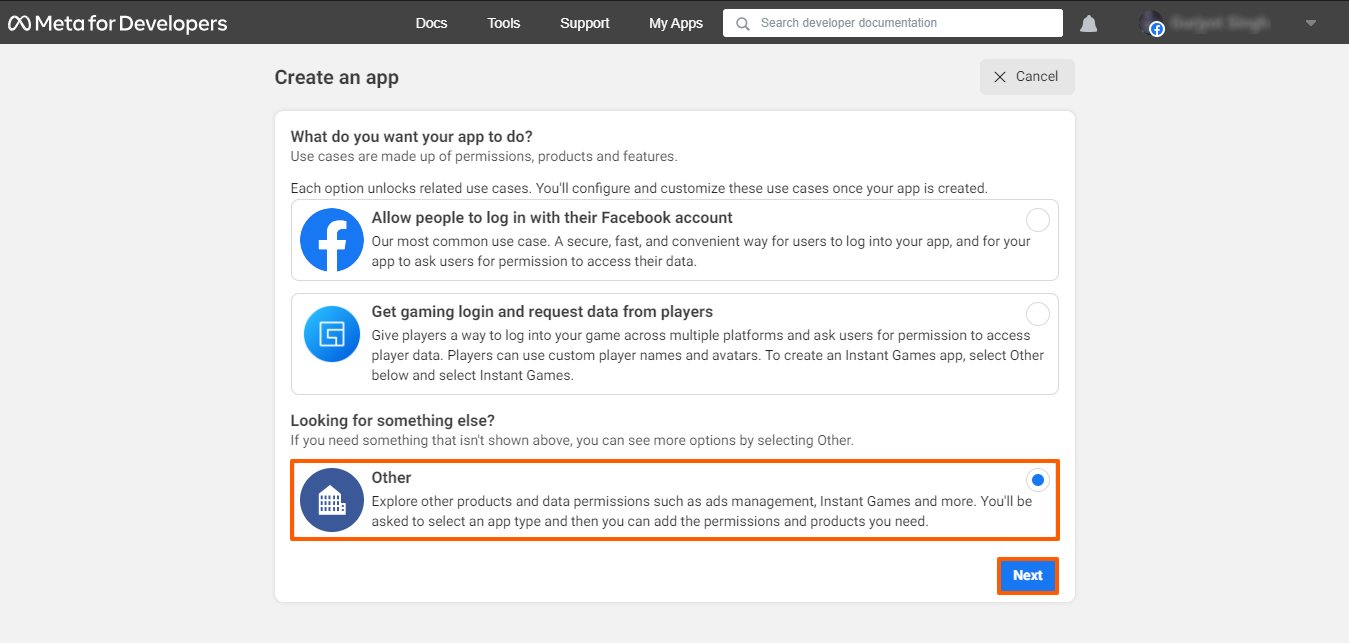 Meta for Developers
Docs
Tools
Support
My Apps
Search developer documentation
Create an app
Cancel
What do you want your app to do?
Use cases are made up of permissions, products and features.
Each option unlocks related use cases. You'll configure and customize these use cases once your app is created.
Allow people to log in with their Facebook account
Our most common use case. A secure, fast, and convenient way for users to log into your app, and for your
app to ask users for permission to access their data.
Get gaming login and request data from players
Give players a way to log into your game across multiple platforms and ask users for permission to access
player data. Players can use custom player names and avatars. To create an Instant Games app, select Other
below and select Instant Games.
Looking for something else?
If you need something that isn't shown above, you can see more options by selecting Other.
Other
Explore other products and data permissions such as ads management, Instant Games and more. You'll be
asked to select an app type and then you can add the permissions and products you need.
Next